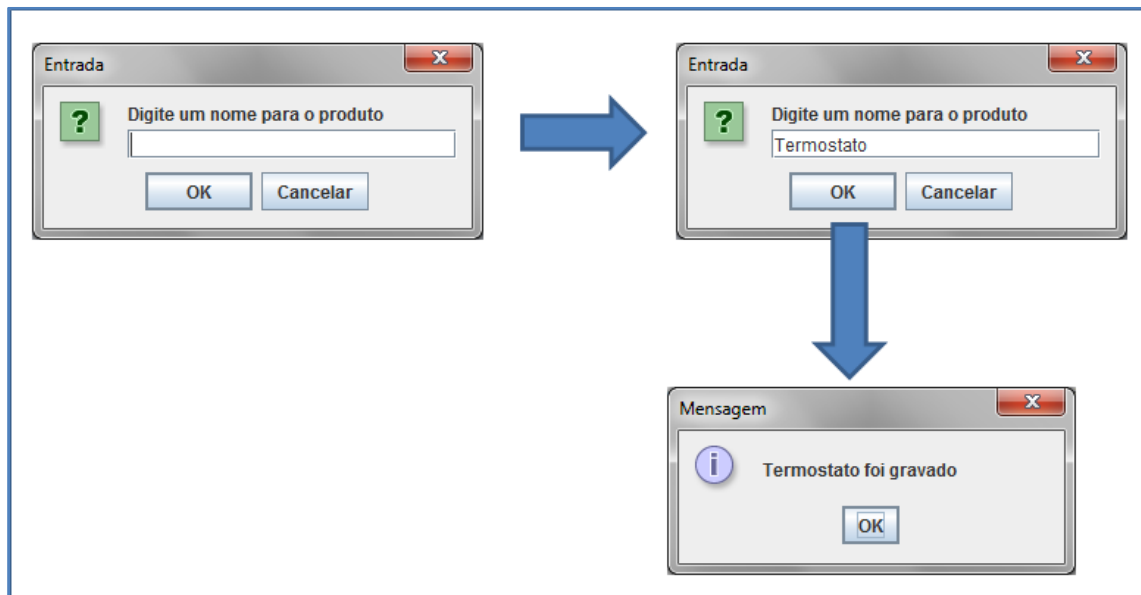 Entrada
X
? Digite um nome para o produto
OK Cancelar
Entrada
X
? Digite um nome para o produto
Termostato
OK Cancelar
Mensagem
X
i Termostato foi gravado
OK